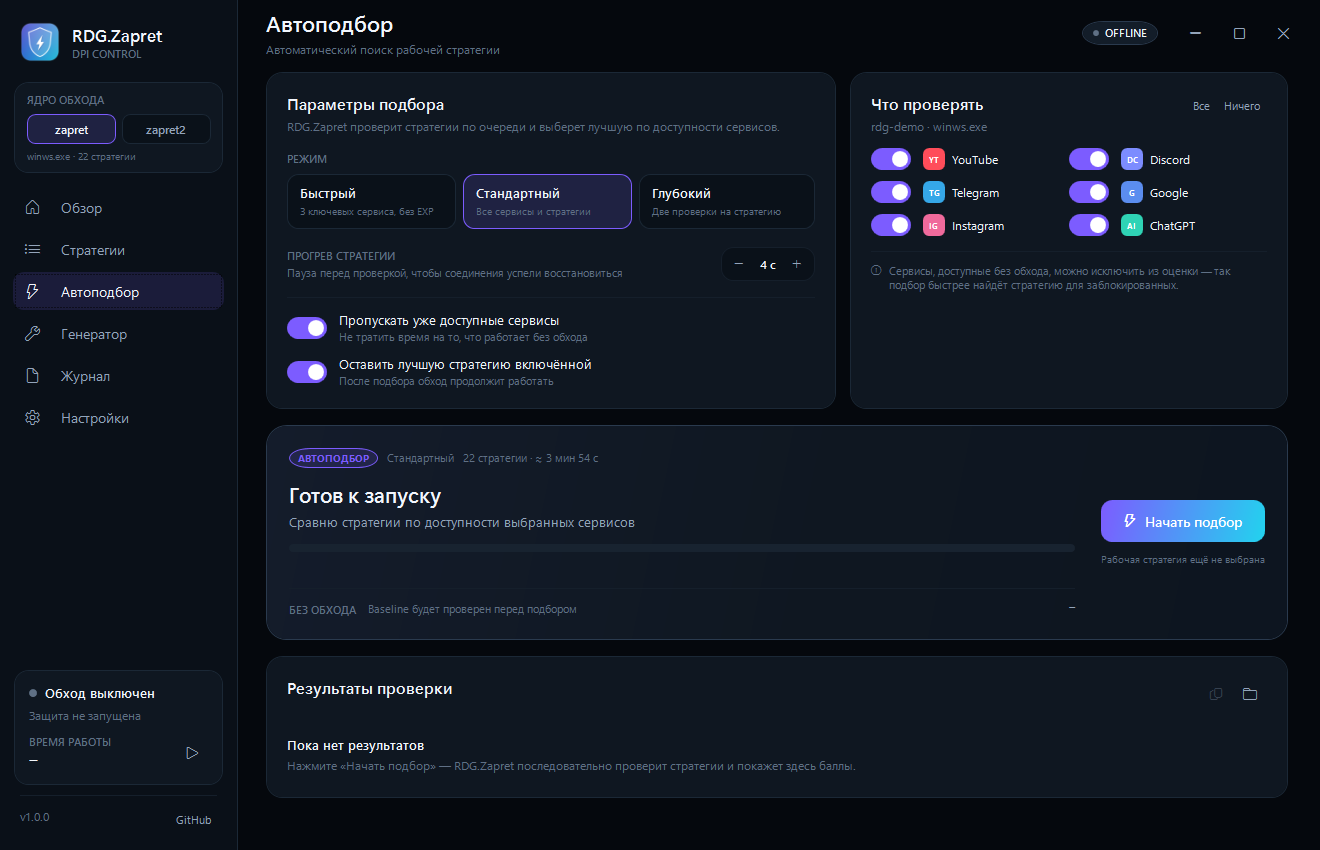 RDG.Zapret
DPI CONTROL
ЯДРО ОБХОДА
zapret
zapret2
winws.exe · 22 стратегии
Обзор
Стратегии
Автоподбор
Генератор
Журнал
Настройки
Обход выключен
Защита не запущена
ВРЕМЯ РАБОТЫ
—
v1.0.0
GitHub
Автоподбор
Автоматический поиск рабочей стратегии
OFFLINE
Параметры подбора
RDG.Zapret проверит стратегии по очереди и выберет лучшую по доступности сервисов.
РЕЖИМ
Быстрый
3 ключевых сервиса, без EXP
Стандартный
Все сервисы и стратегии
Глубокий
Две проверки на стратегию
ПРОГРЕВ СТРАТЕГИИ
Пауза перед проверкой, чтобы соединения успели восстановиться
− 4 с +
Пропускать уже доступные сервисы
Не тратить время на то, что работает без обхода
Оставить лучшую стратегию включённой
После подбора обход продолжит работать
Что проверять
Все Ничего
rdg-demo · winws.exe
YT YouTube
DC Discord
TG Telegram
G Google
IG Instagram
AI ChatGPT
Сервисы, доступные без обхода, можно исключить из оценки — так
подбор быстрее найдёт стратегию для заблокированных.
АВТОПОДБОР Стандартный 22 стратегии · ≈ 3 мин 54 с
Готов к запуску
Сравню стратегии по доступности выбранных сервисов
Начать подбор
Рабочая стратегия ещё не выбрана
БЕЗ ОБХОДА Baseline будет проверен перед подбором —
Результаты проверки
Пока нет результатов
Нажмите «Начать подбор» — RDG.Zapret последовательно проверит стратегии и покажет здесь баллы.